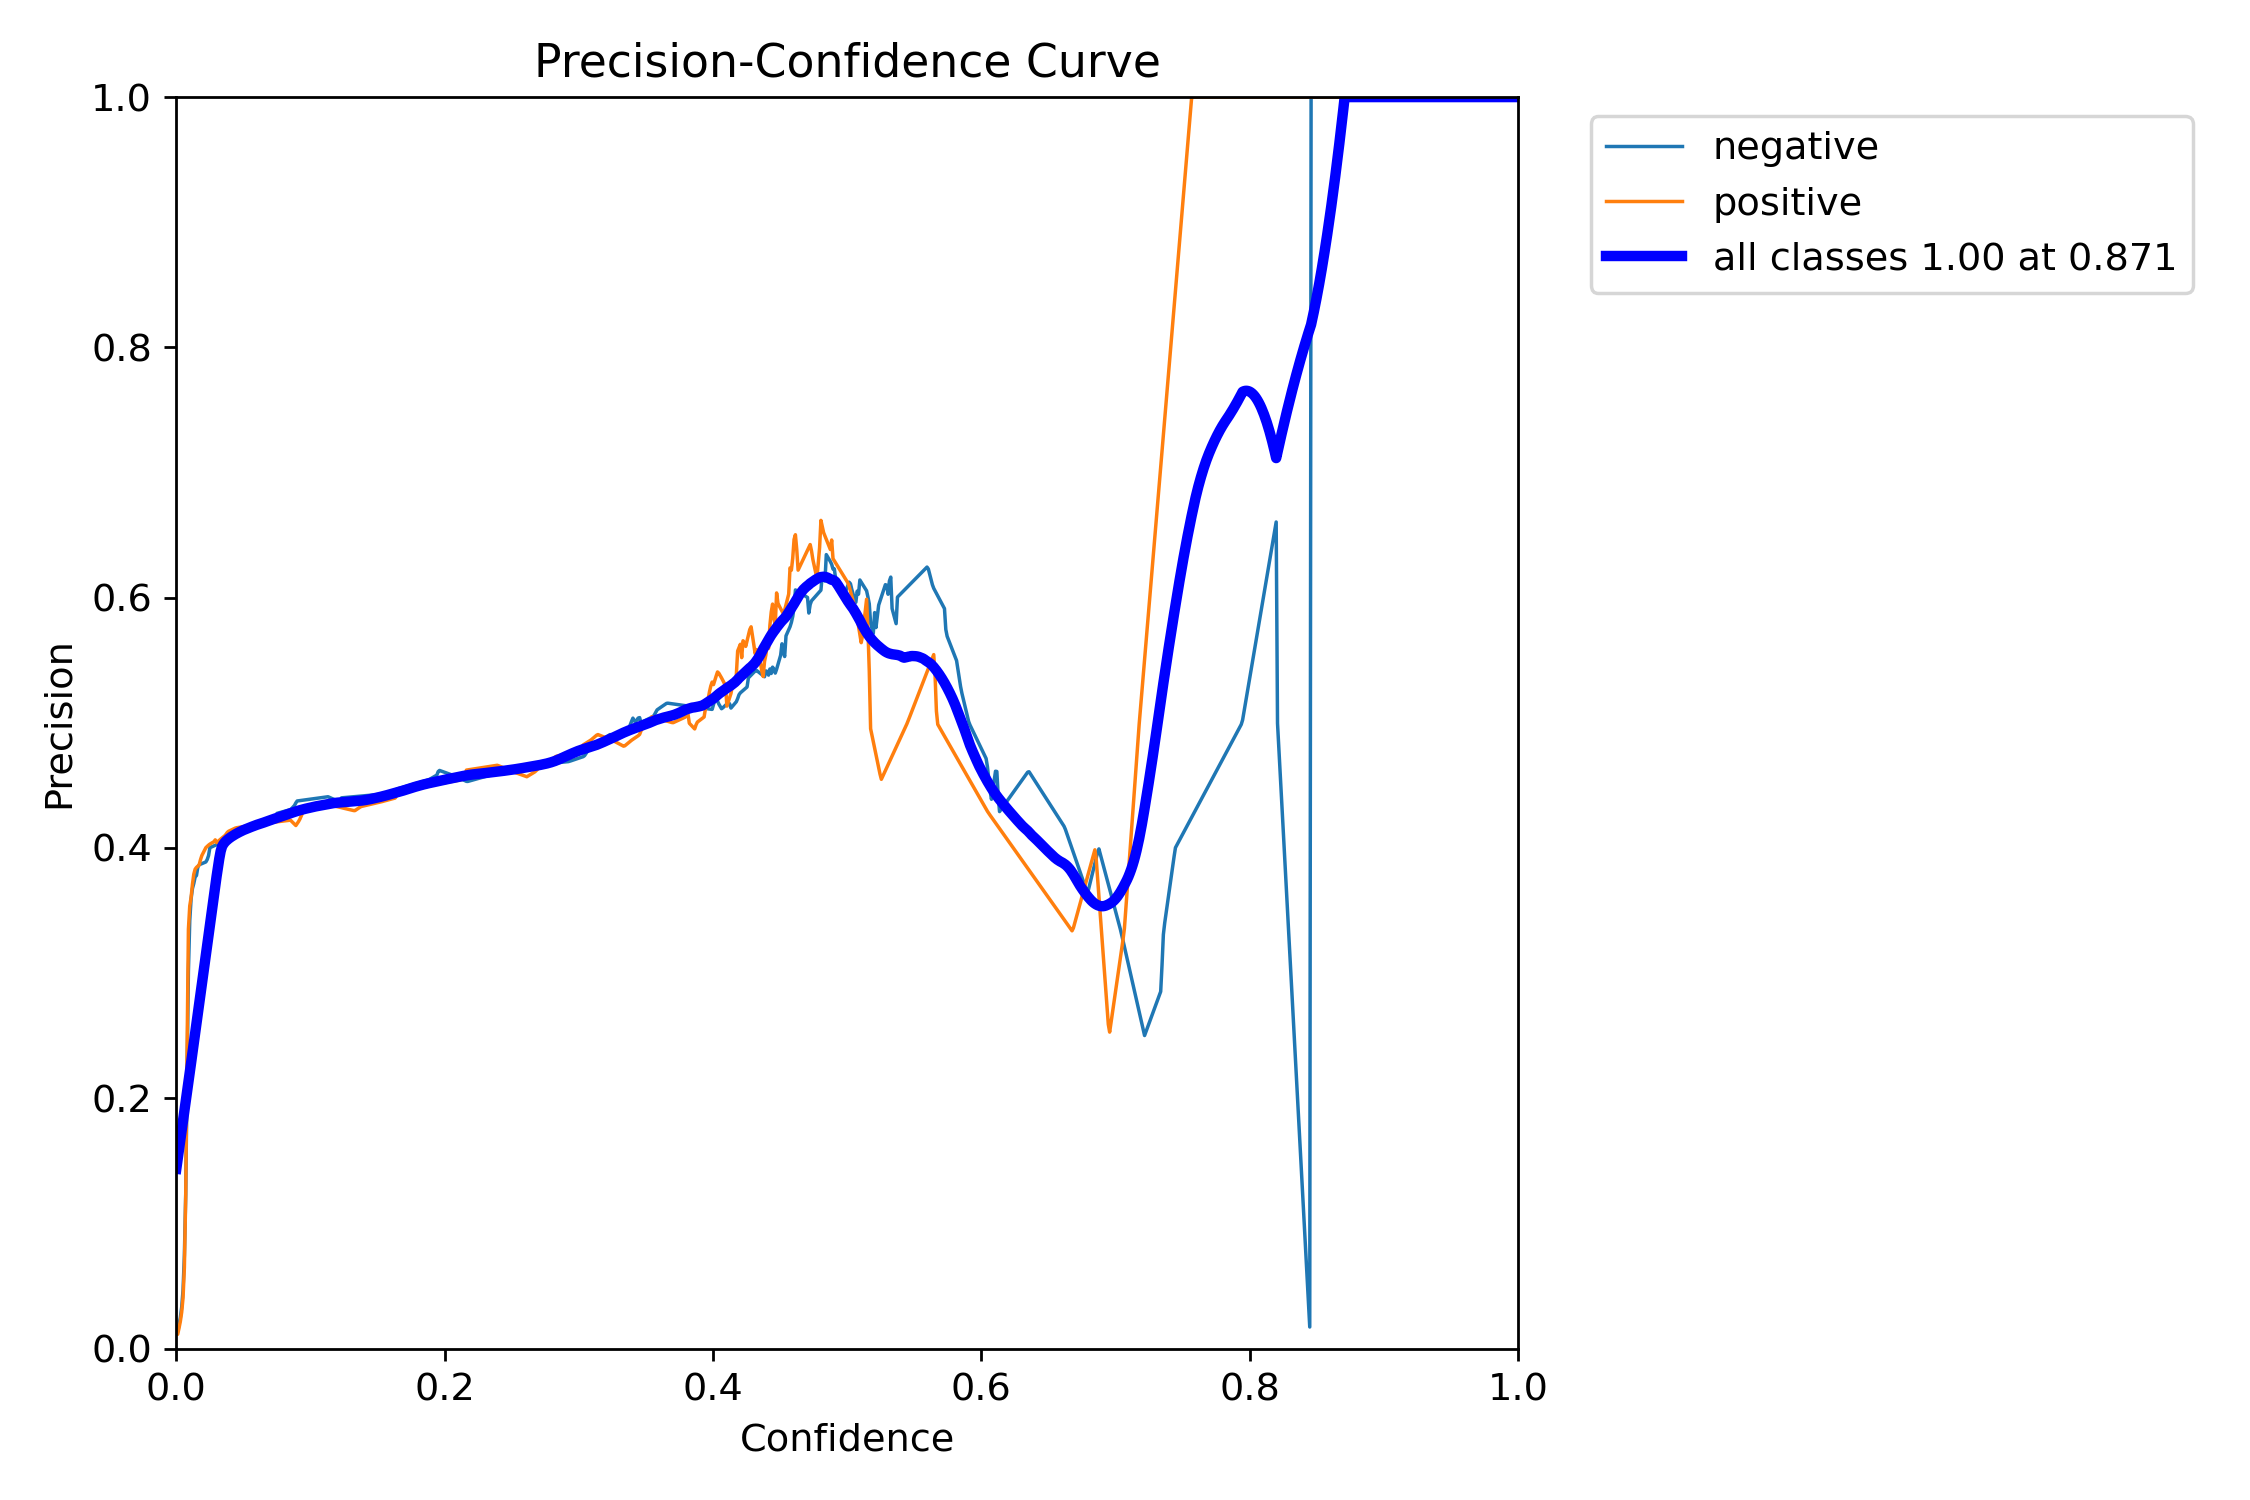 Precision-Confidence Curve
1.0
0.8
0.6
0.4
0.2
0.0
Precision
0.0 0.2 0.4 0.6 0.8 1.0
Confidence
negative
positive
all classes 1.00 at 0.871